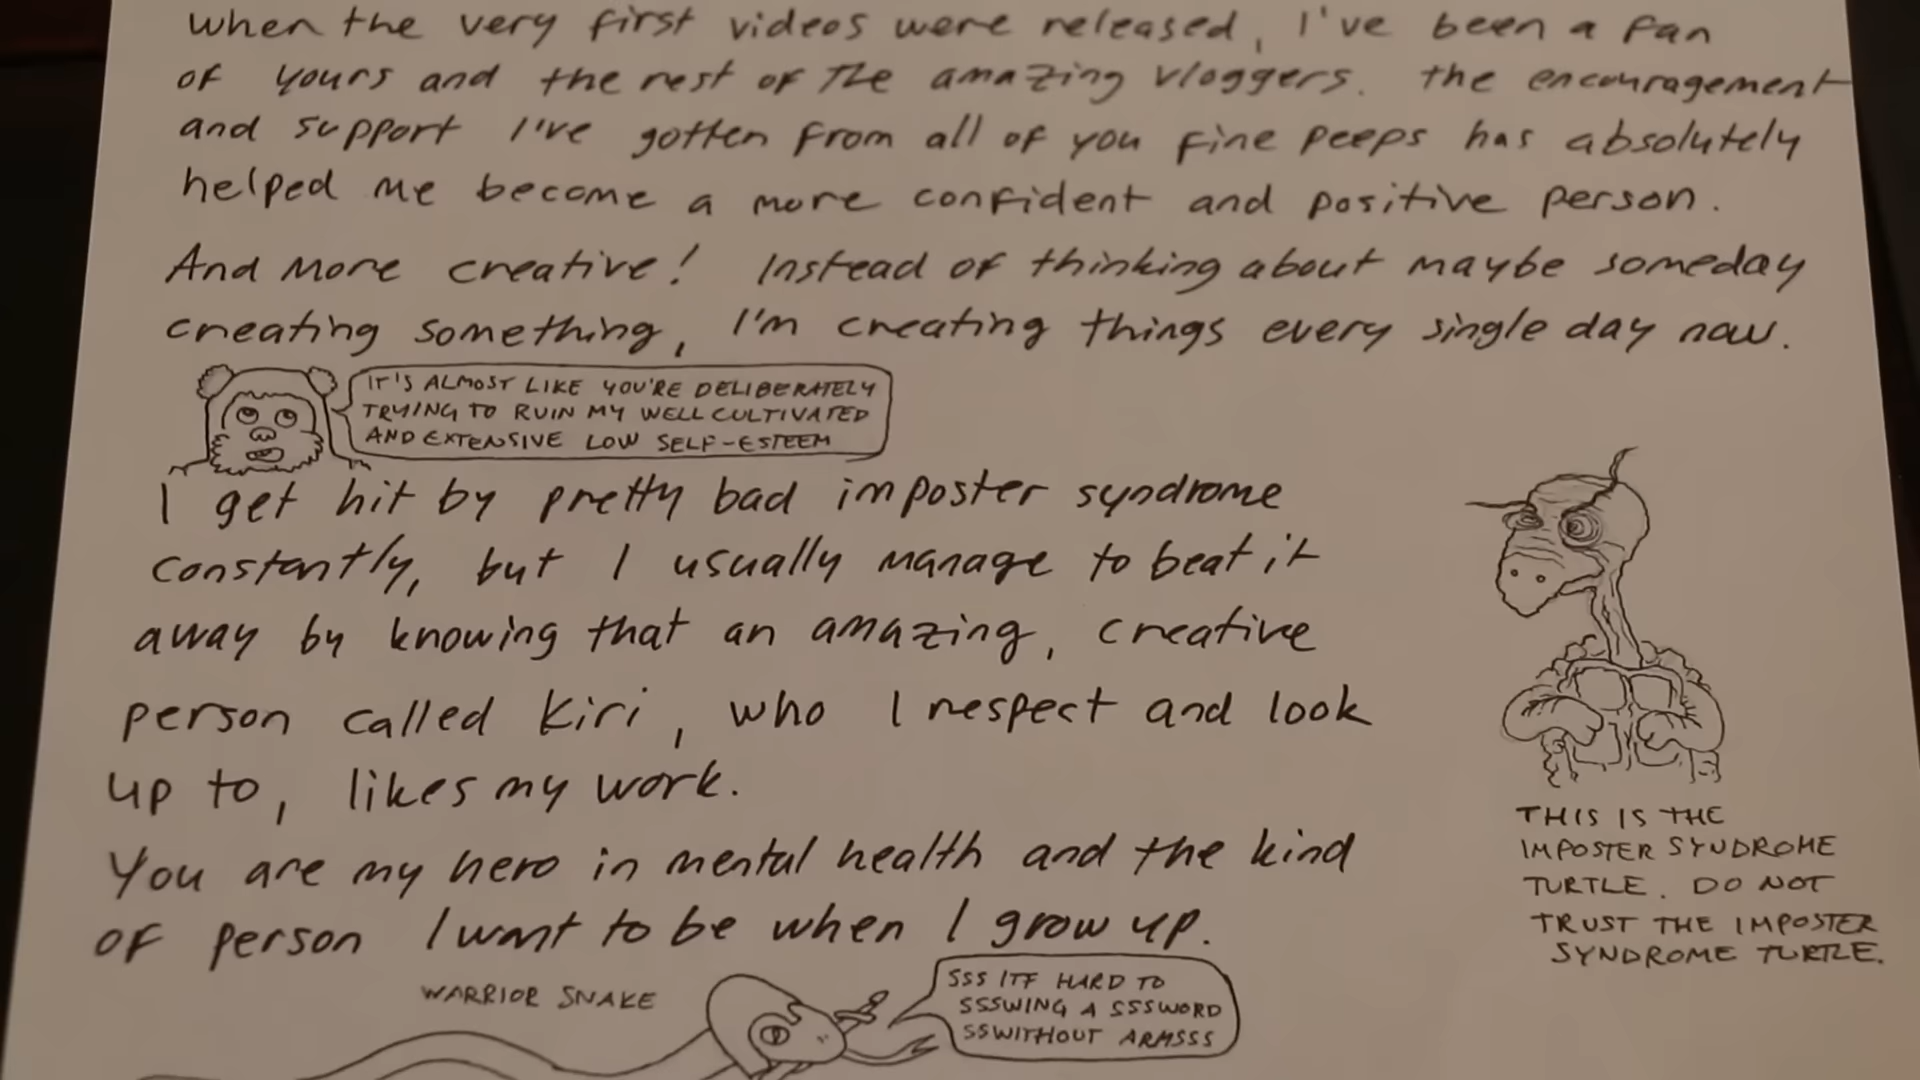 When the very first videos were released, I've been a fan
of yours and the rest of the amazing vloggers. the encouragement
and support I've gotten from all of you fine peeps has absolutely
helped me become a more confident and positive person.
And more creative! Instead of thinking about maybe someday
creating something, I'm creating things every single day now.
IT'S ALMOST LIKE YOU'RE DELIBERATELY
TRYING TO RUIN MY WELL CULTIVATED
AND EXTENSIVE LOW SELF-ESTEEM
I get hit by pretty bad imposter syndrome
constantly, but I usually manage to beat it
away by knowing that an amazing, creative
person called Kiri, who I respect and look
up to, likes my work.
You are my hero in mental health and the kind
of person I want to be when I grow up.
THIS IS THE
IMPOSTER SYNDROME
TURTLE. DO NOT
TRUST THE IMPOSTER
SYNDROME TURTLE.
WARRIOR SNAKE
SSS ITF HARD TO
SSSWING A SSSWORD
SSWITHOUT ARMSSS